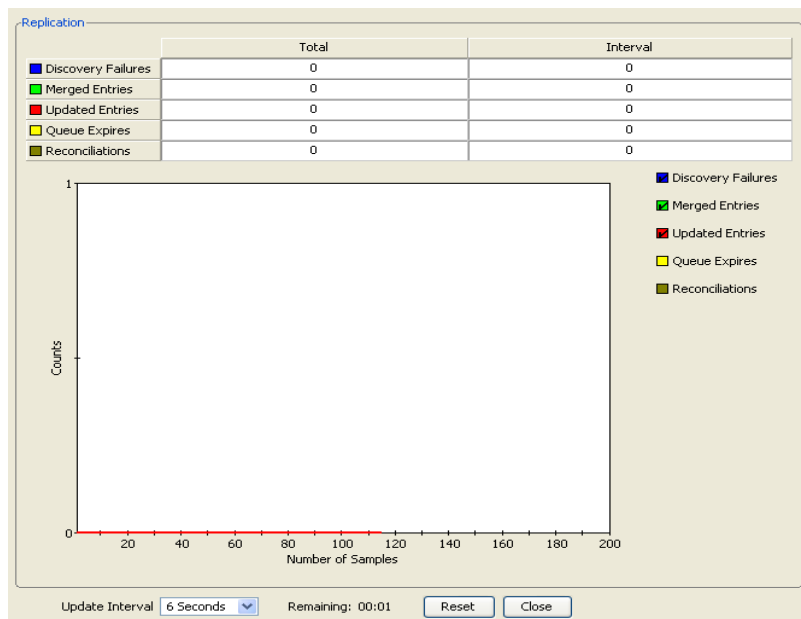 Replication
Total Interval
Discovery Failures 0 0
Merged Entries 0 0
Updated Entries 0 0
Queue Expires 0 0
Reconciliations 0 0
Discovery Failures
Merged Entries
Updated Entries
Queue Expires
Reconciliations
1
Counts
0
20 40 60 80 100 120 140 160 180 200
Number of Samples
Update Interval 6 Seconds Remaining: 00:01 Reset Close